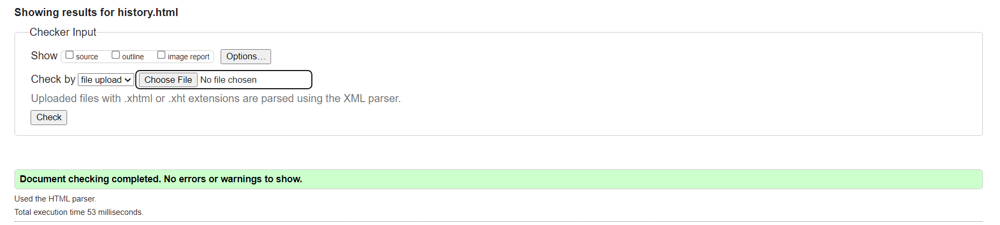 Showing results for history.html
Checker Input
Show source outline image report Options…
Check by file upload Choose File No file chosen
Uploaded files with .xhtml or .xht extensions are parsed using the XML parser.
Check
Document checking completed. No errors or warnings to show.
Used the HTML parser.
Total execution time 53 milliseconds.